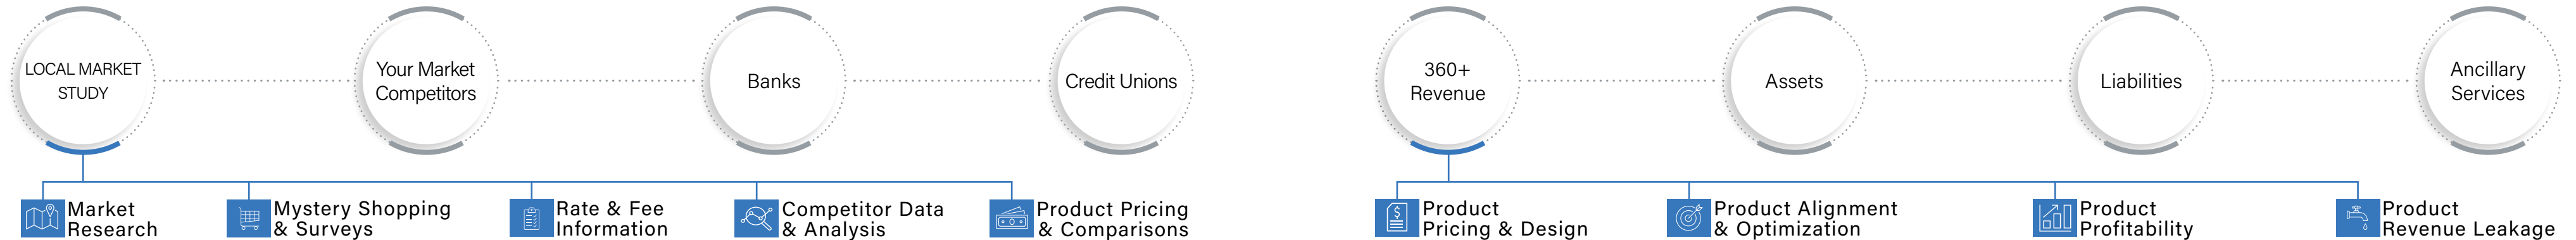 LOCAL MARKET
STUDY
Your Market
Competitors
Banks
Credit Unions
360+
Revenue
Assets
Liabilities
Ancillary
Services
Market
Research
Mystery Shopping
& Surveys
Rate & Fee
Information
Competitor Data
& Analysis
Product Pricing
& Comparisons
Product
Pricing & Design
Product Alignment
& Optimization
Product
Profitability
Product
Revenue Leakage